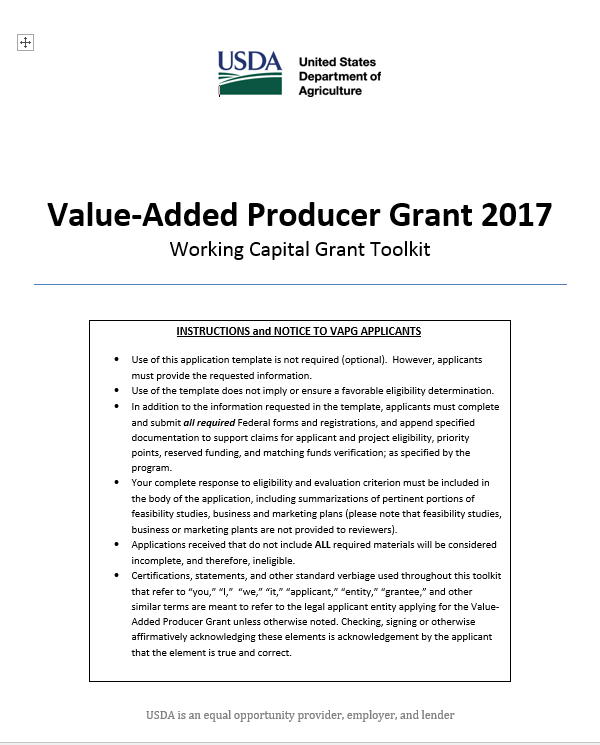 USDA
United States
Department of
Agriculture
Value-Added Producer Grant 2017
Working Capital Grant Toolkit
INSTRUCTIONS and NOTICE TO VAPG APPLICANTS
• Use of this application template is not required (optional).  However, applicants
must provide the requested information.
• Use of the template does not imply or ensure a favorable eligibility determination.
• In addition to the information requested in the template, applicants must complete
and submit all required Federal forms and registrations, and append specified
documentation to support claims for applicant and project eligibility, priority
points, reserved funding, and matching funds verification; as specified by the
program.
• Your complete response to eligibility and evaluation criterion must be included in
the body of the application, including summarizations of pertinent portions of
feasibility studies, business and marketing plans (please note that feasibility studies,
business or marketing plants are not provided to reviewers).
• Applications received that do not include ALL required materials will be considered
incomplete, and therefore, ineligible.
• Certifications, statements, and other standard verbiage used throughout this toolkit
that refer to “you,” “I,”  “we,” “it,” “applicant,” “entity,” “grantee,” and other
similar terms are meant to refer to the legal applicant entity applying for the Value-
Added Producer Grant unless otherwise noted. Checking, signing or otherwise
affirmatively acknowledging these elements is acknowledgement by the applicant
that the element is true and correct.
USDA is an equal opportunity provider, employer, and lender